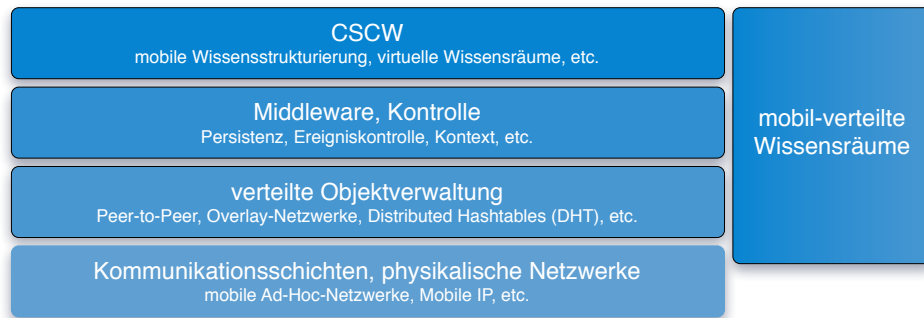 CSCW
mobile Wissensstrukturierung, virtuelle Wissensräume, etc.
Middleware, Kontrolle
Persistenz, Ereigniskontrolle, Kontext, etc.
verteilte Objektverwaltung
Peer-to-Peer, Overlay-Netzwerke, Distributed Hashtables (DHT), etc.
Kommunikationsschichten, physikalische Netzwerke
mobile Ad-Hoc-Netzwerke, Mobile IP, etc.
mobil-verteilte
Wissensräume